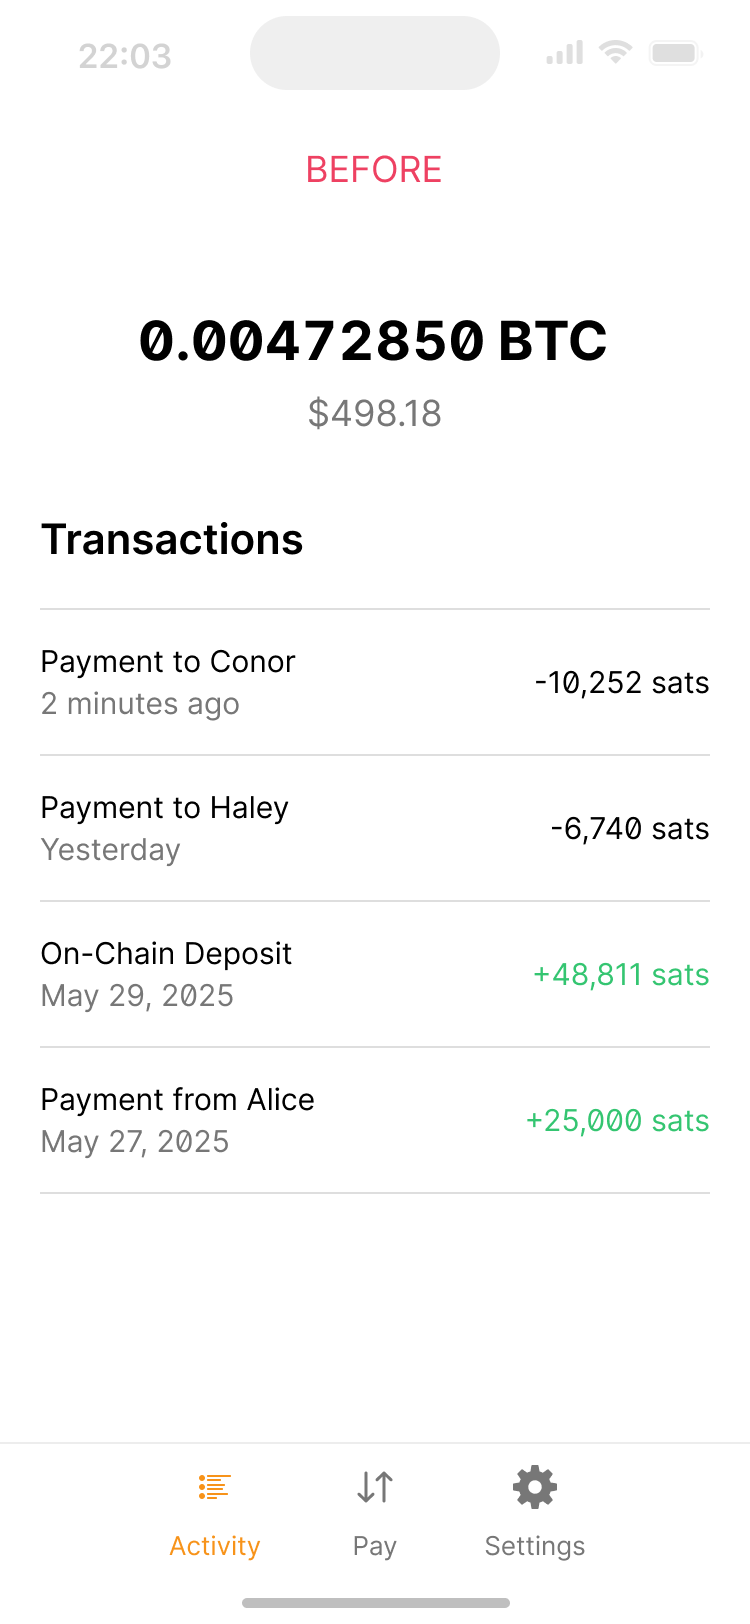 22:03
BEFORE
0.00472850 BTC
$498.18
Transactions
Payment to Conor
2 minutes ago
-10,252 sats
Payment to Haley
Yesterday
-6,740 sats
On-Chain Deposit
May 29, 2025
+48,811 sats
Payment from Alice
May 27, 2025
+25,000 sats
Activity
Pay
Settings